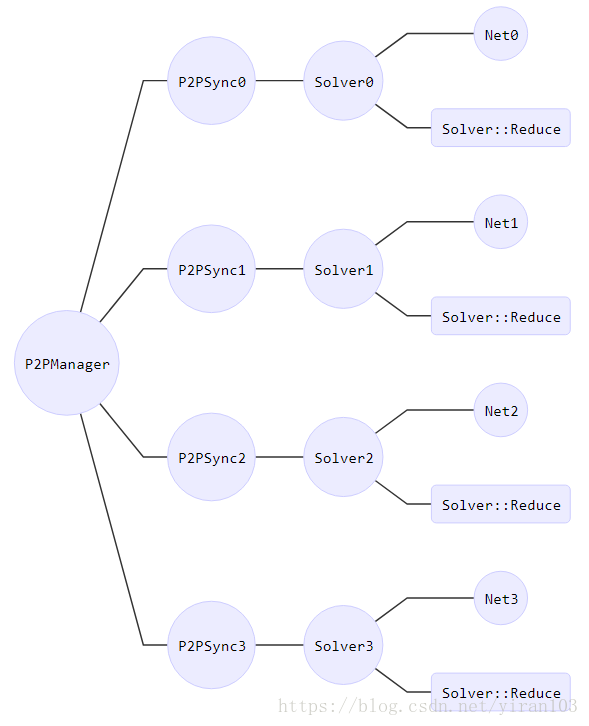 Net0
P2PSync0
Solver0
Solver::Reduce
Net1
P2PSync1
Solver1
Solver::Reduce
P2PManager
Net2
P2PSync2
Solver2
Solver::Reduce
Net3
P2PSync3
Solver3
Solver::Reduce
https://blog.csdn.net/yiran103